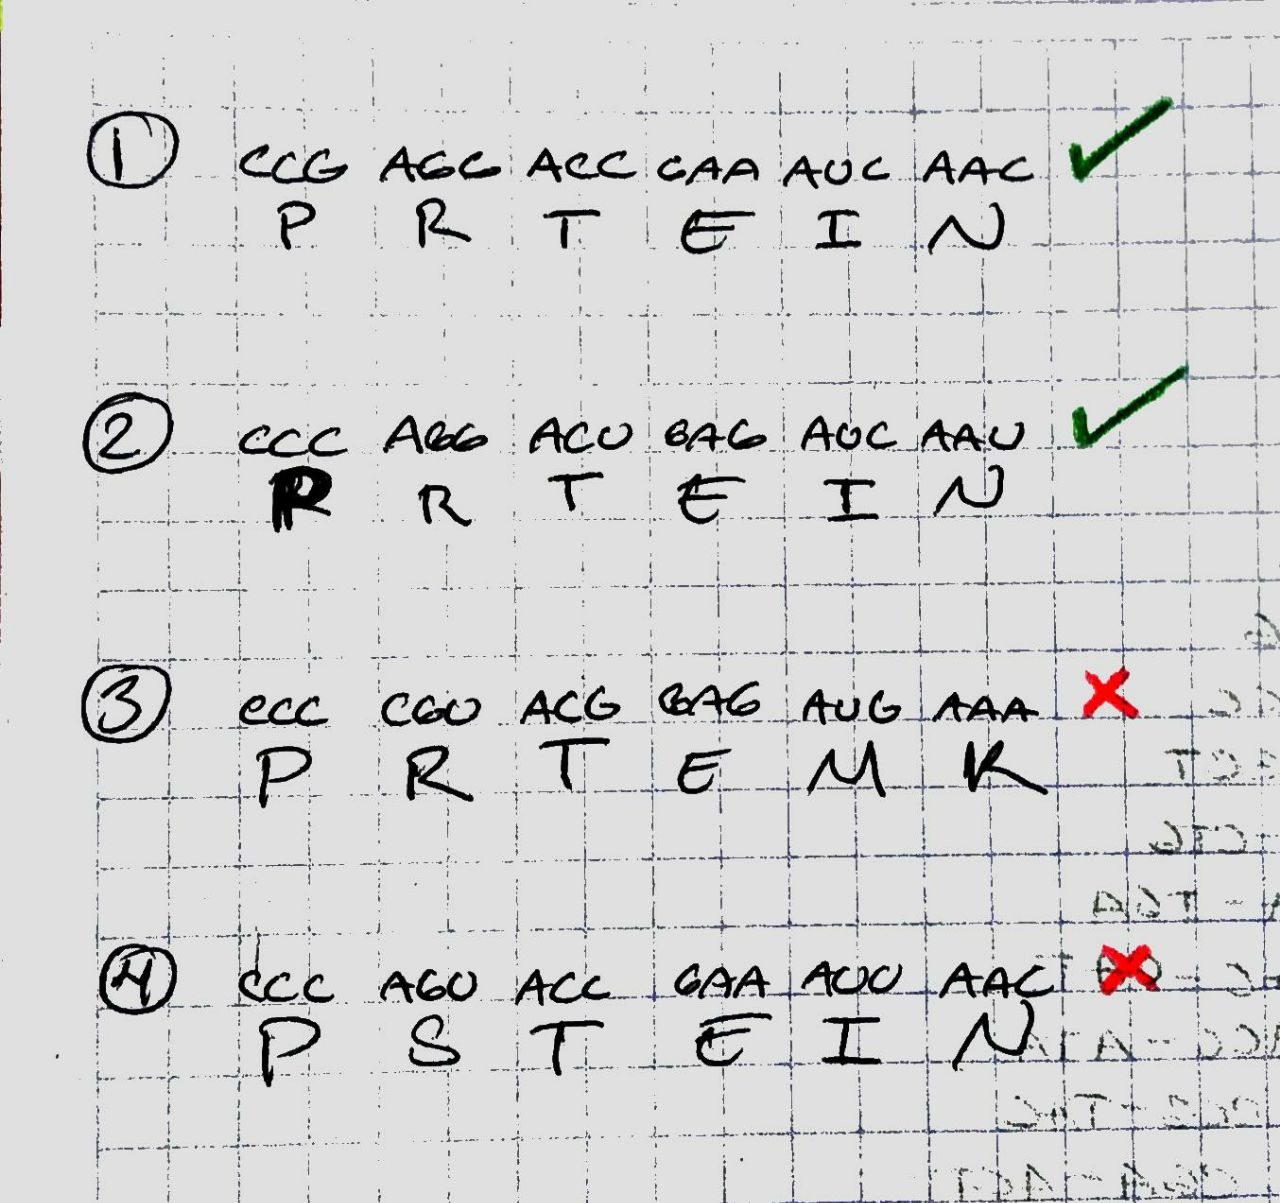 1 CCG AGG ACC GAA AUC AAC
P R T E I N
2 CCC AGG ACU GAG AUC AAU
P R T E I N
3 CCC CGU ACG GAG AUG AAA
P R T E M K
4 CCC AGU ACC GAA AUU AAC
P S T E I N